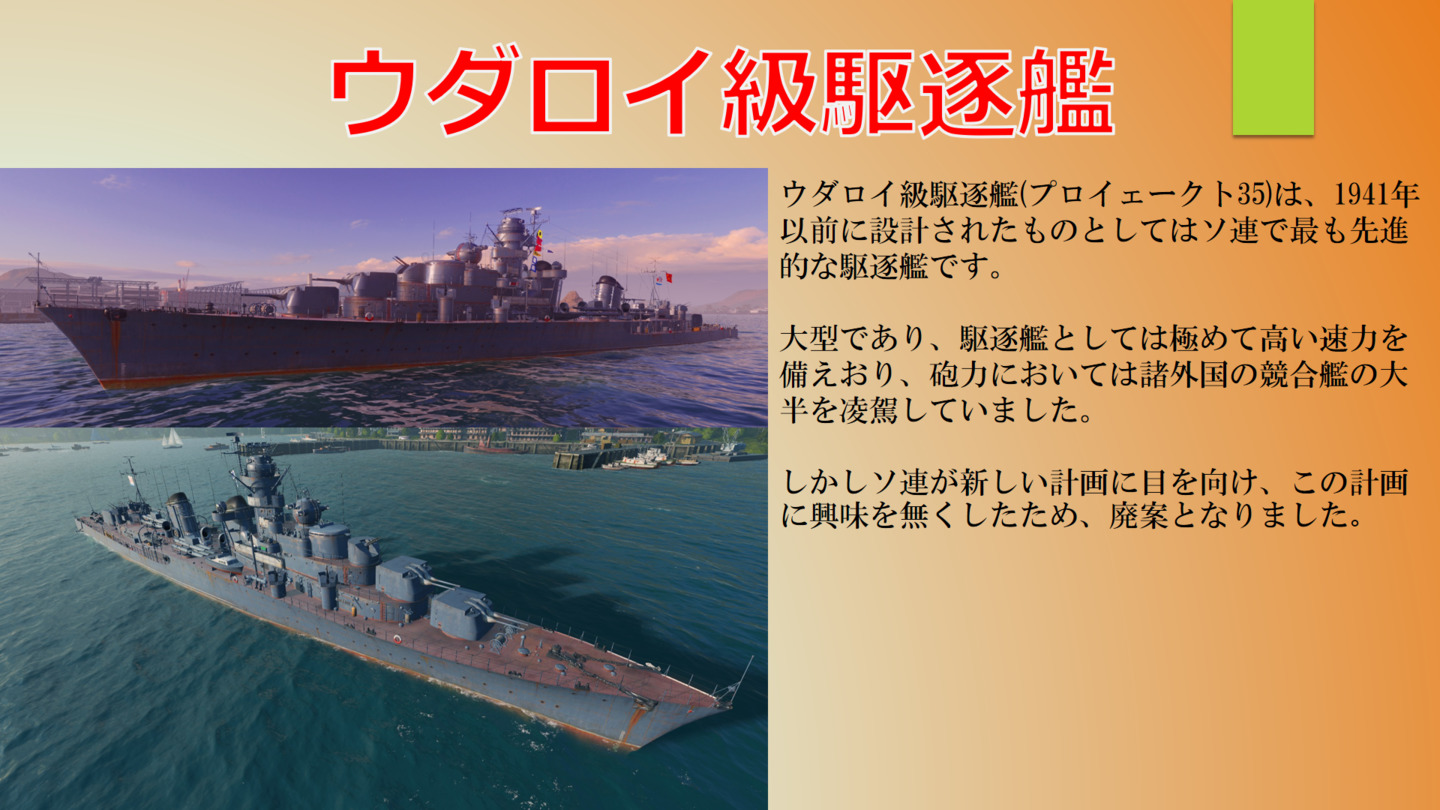 ウダロイ級駆逐艦
ウダロイ級駆逐艦(プロイェークト35)は、1941年
以前に設計されたものとしてはソ連で最も先進
的な駆逐艦です。
大型であり、駆逐艦としては極めて高い速力を
備えおり、砲力においては諸外国の競合艦の大
半を凌駕していました。
しかしソ連が新しい計画に目を向け、この計画
に興味を無くしたため、廃案となりました。